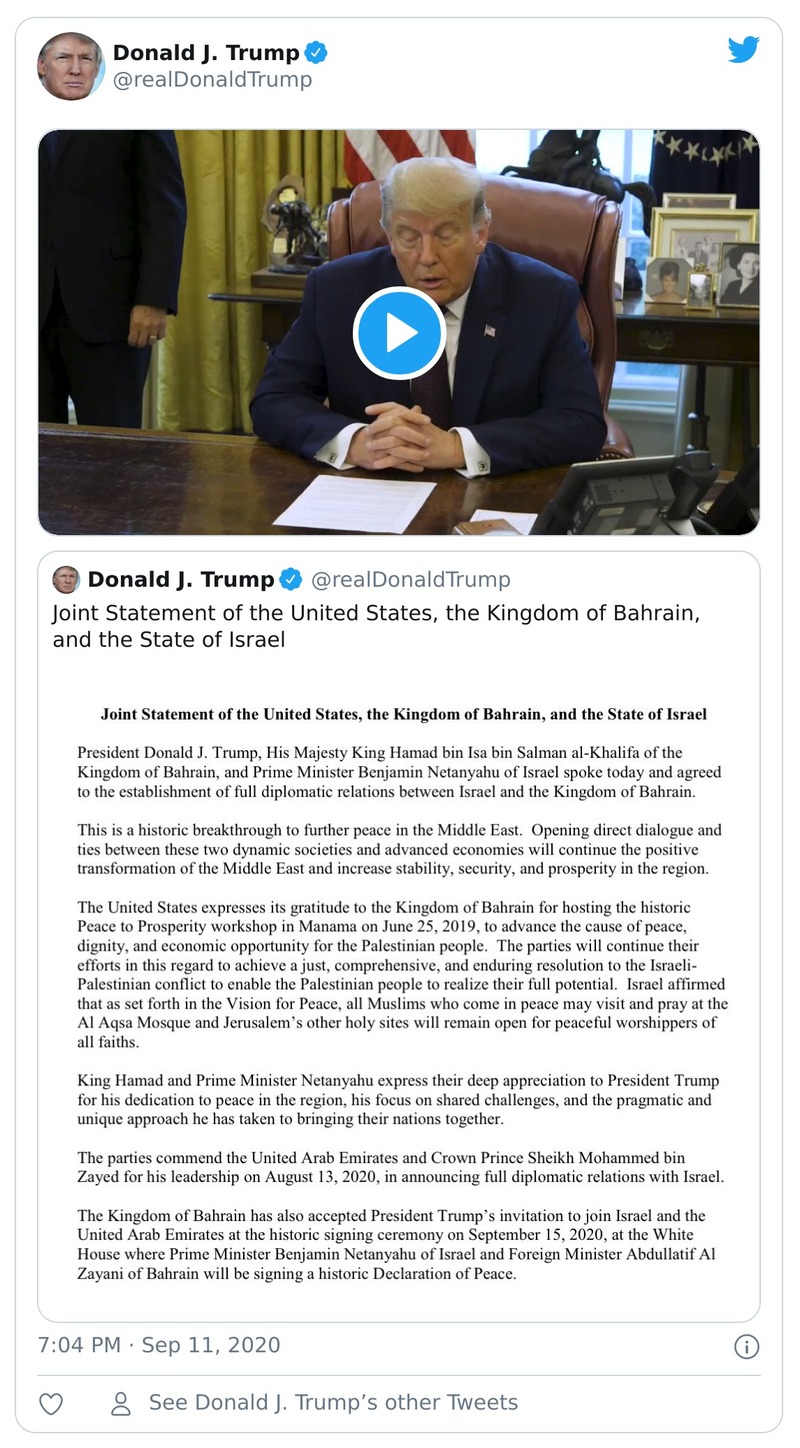 Donald J. Trump
@realDonaldTrump
Donald J. Trump @realDonaldTrump
Joint Statement of the United States, the Kingdom of Bahrain,
and the State of Israel
Joint Statement of the United States, the Kingdom of Bahrain, and the State of Israel
President Donald J. Trump, His Majesty King Hamad bin Isa bin Salman al-Khalifa of the
Kingdom of Bahrain, and Prime Minister Benjamin Netanyahu of Israel spoke today and agreed
to the establishment of full diplomatic relations between Israel and the Kingdom of Bahrain.
This is a historic breakthrough to further peace in the Middle East.  Opening direct dialogue and
ties between these two dynamic societies and advanced economies will continue the positive
transformation of the Middle East and increase stability, security, and prosperity in the region.
The United States expresses its gratitude to the Kingdom of Bahrain for hosting the historic
Peace to Prosperity workshop in Manama on June 25, 2019, to advance the cause of peace,
dignity, and economic opportunity for the Palestinian people.  The parties will continue their
efforts in this regard to achieve a just, comprehensive, and enduring resolution to the Israeli-
Palestinian conflict to enable the Palestinian people to realize their full potential.  Israel affirmed
that as set forth in the Vision for Peace, all Muslims who come in peace may visit and pray at the
Al Aqsa Mosque and Jerusalem’s other holy sites will remain open for peaceful worshippers of
all faiths.
King Hamad and Prime Minister Netanyahu express their deep appreciation to President Trump
for his dedication to peace in the region, his focus on shared challenges, and the pragmatic and
unique approach he has taken to bringing their nations together.
The parties commend the United Arab Emirates and Crown Prince Sheikh Mohammed bin
Zayed for his leadership on August 13, 2020, in announcing full diplomatic relations with Israel.
The Kingdom of Bahrain has also accepted President Trump’s invitation to join Israel and the
United Arab Emirates at the historic signing ceremony on September 15, 2020, at the White
House where Prime Minister Benjamin Netanyahu of Israel and Foreign Minister Abdullatif Al
Zayani of Bahrain will be signing a historic Declaration of Peace.
7:04 PM · Sep 11, 2020
See Donald J. Trump’s other Tweets